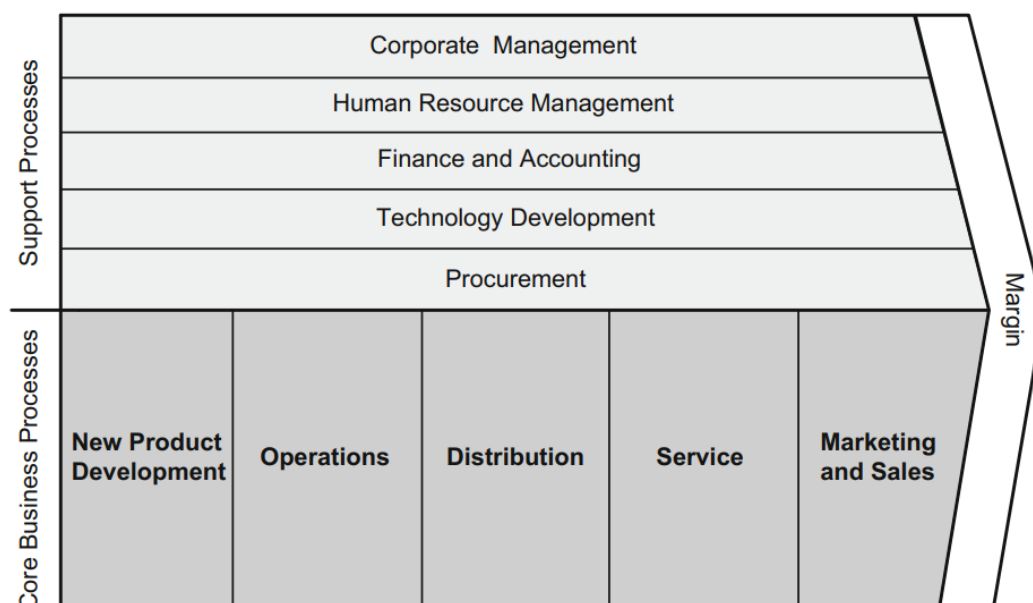 Support Processes
Corporate Management
Human Resource Management
Finance and Accounting
Technology Development
Procurement
Margin
Core Business Processes
New Product
Development
Operations
Distribution
Service
Marketing
and Sales